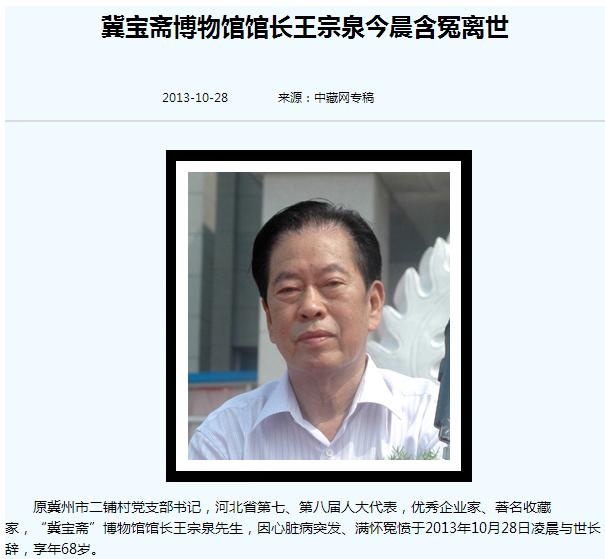 冀宝斋博物馆馆长王宗泉今晨含冤离世
2013-10-28 来源：中藏网专稿
原冀州市二铺村党支部书记，河北省第七、第八届人大代表，优秀企业家、著名收藏
家，“冀宝斋”博物馆馆长王宗泉先生，因心脏病突发、满怀冤愤于2013年10月28日凌晨与世长
辞，享年68岁。